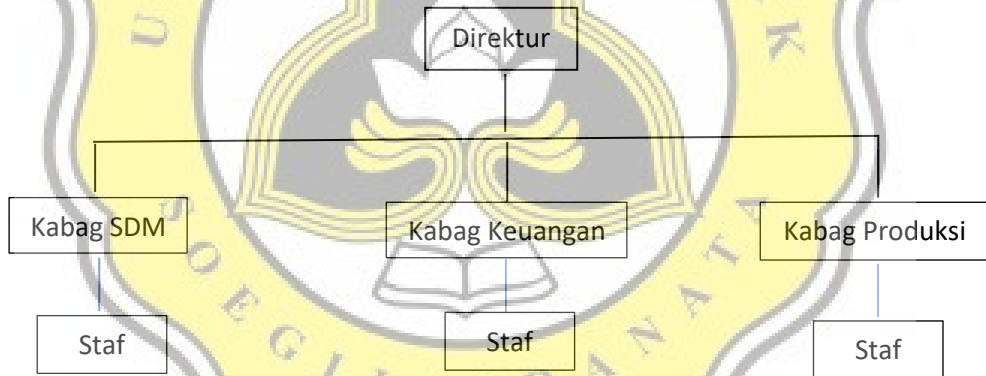 Direktur
Kabag SDM
Kabag Keuangan
Kabag Produksi
Staf
Staf
Staf